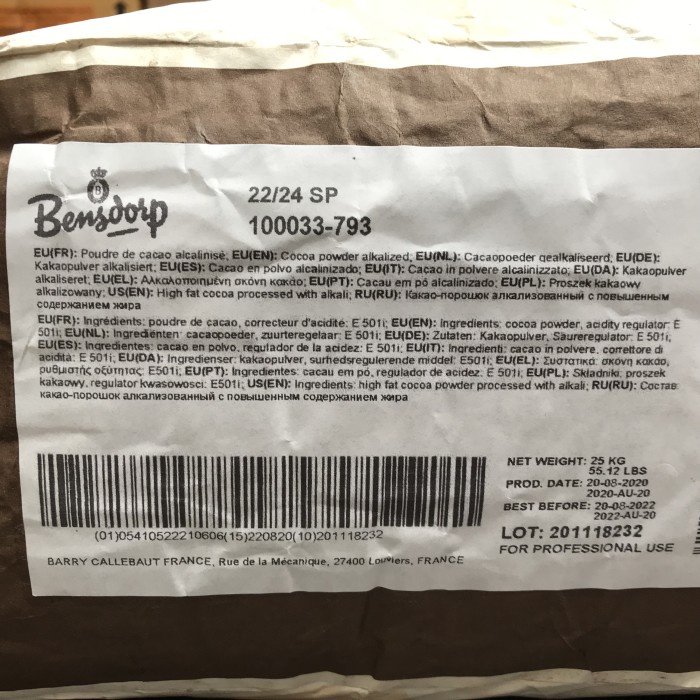 B
Bensdorp
22/24 SP
100033-793
EU(FR): Poudre de cacao alcalinisé; EU(EN): Cocoa powder alkalized; EU(NL): Cacaopoeder gealkaliseerd; EU(DE):
Kakaopulver alkalisiert; EU(ES): Cacao en polvo alcalinizado; EU(IT): Cacao in polvere alcalinizzato; EU(DA): Kakaopulver
alkaliseret; EU(EL): Αλκαλοποιημένη σκόνη κακάο; EU(PT): Cacau em pó alcalinizado; EU(PL): Proszek kakaowy
alkalizowany; US(EN): High fat cocoa processed with alkali; RU(RU): Какао-порошок алкализованный с повышенным
содержанием жира
EU(FR): Ingrédients: poudre de cacao, correcteur d'acidité: E 501i; EU(EN): Ingredients: cocoa powder, acidity regulator: E
501i; EU(NL): Ingrediënten: cacaopoeder, zuurteregelaar: E 501i; EU(DE): Zutaten: Kakaopulver, Säureregulator: E 501i;
EU(ES): Ingredientes: cacao en polvo, regulador de la acidez: E 501i; EU(IT): Ingredienti: cacao in polvere, correttore di
acidità: E 501i; EU(DA): Ingredienser: kakaopulver, surhedsregulerende middel: E501i; EU(EL): Συστατικά: σκόνη κακάο,
ρυθμιστής οξύτητας: E501i; EU(PT): Ingredientes: cacau em pó, regulador de acidez: E 501i; EU(PL): Składniki: proszek
kakaowy, regulator kwasowosci: E501i; US(EN): Ingredients: high fat cocoa powder processed with alkali; RU(RU): Состав:
какао-порошок алкализованный с повышенным содержанием жира
NET WEIGHT: 25 KG
55.12 LBS
PROD. DATE: 20-08-2020
2020-AU-20
BEST BEFORE: 20-08-2022
2022-AU-20
LOT: 201118232
FOR PROFESSIONAL USE
(01)05410522210606(15)220820(10)201118232
BARRY CALLEBAUT FRANCE, Rue de la Mécanique, 27400 Louviers, FRANCE